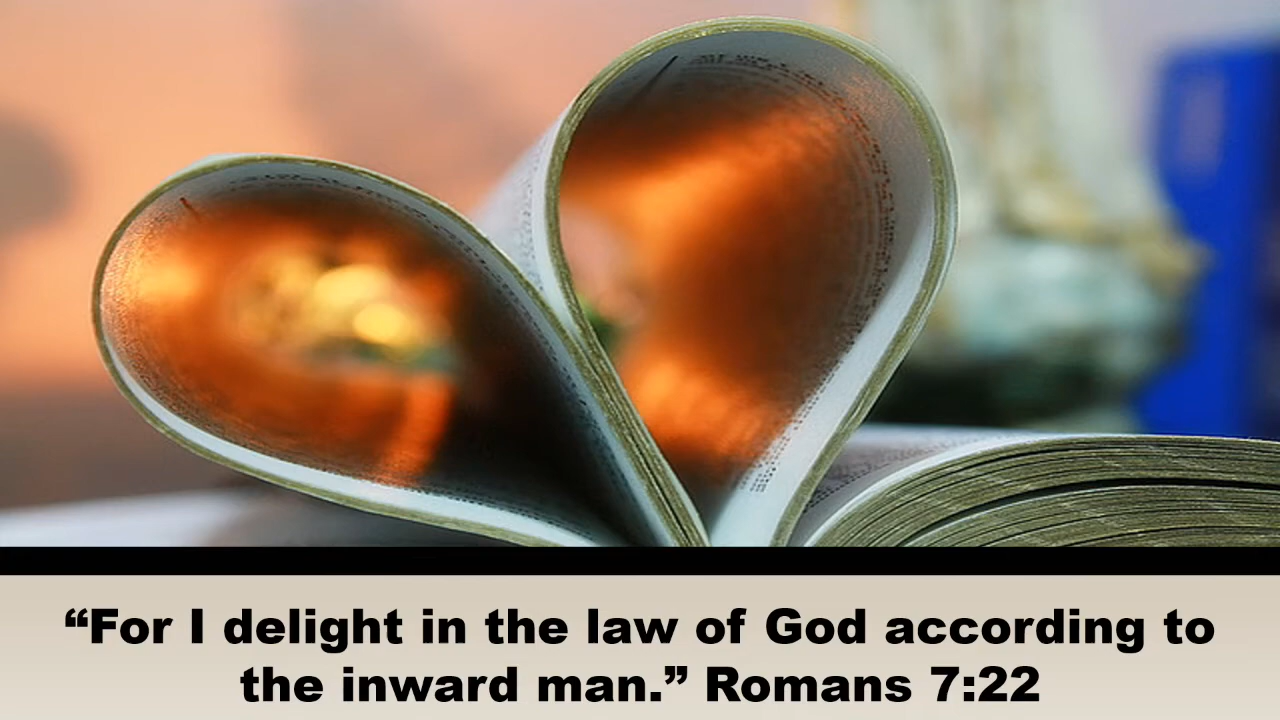 “For I delight in the law of God according to
the inward man.” Romans 7:22